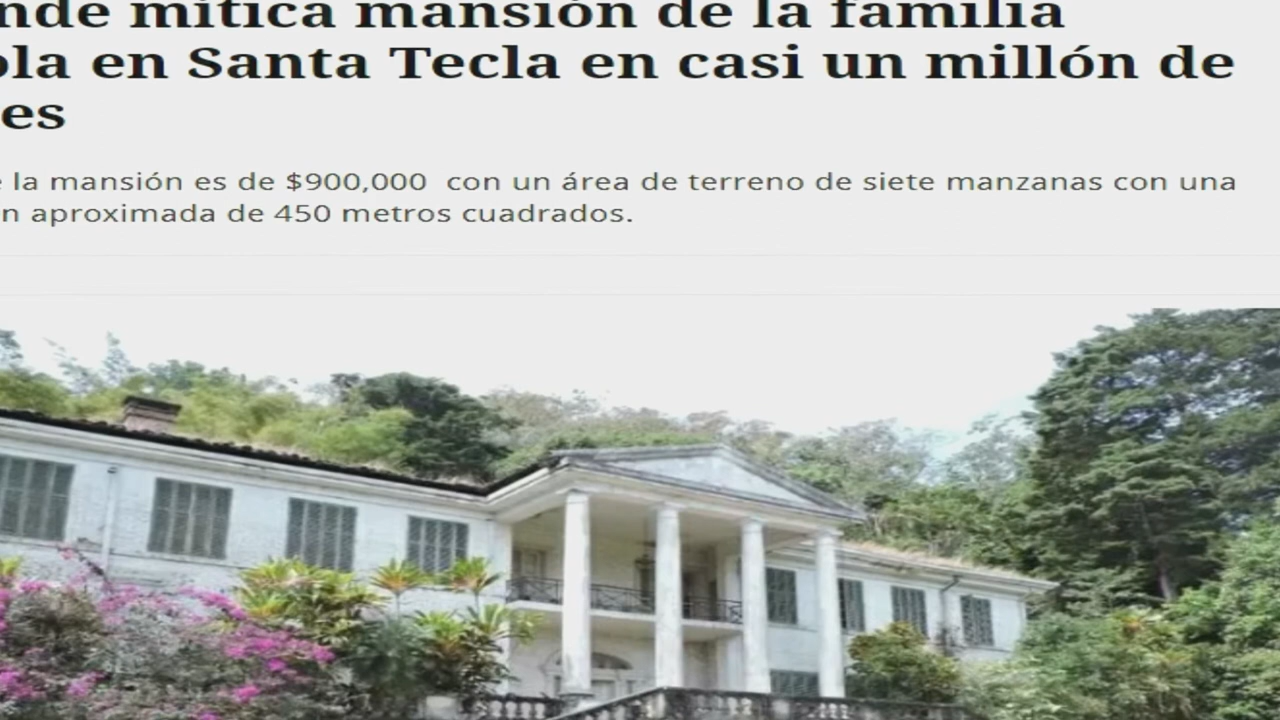 nde mítica mansión de la familia
ola en Santa Tecla en casi un millón de
es
la mansión es de $900,000 con un área de terreno de siete manzanas con una
n aproximada de 450 metros cuadrados.